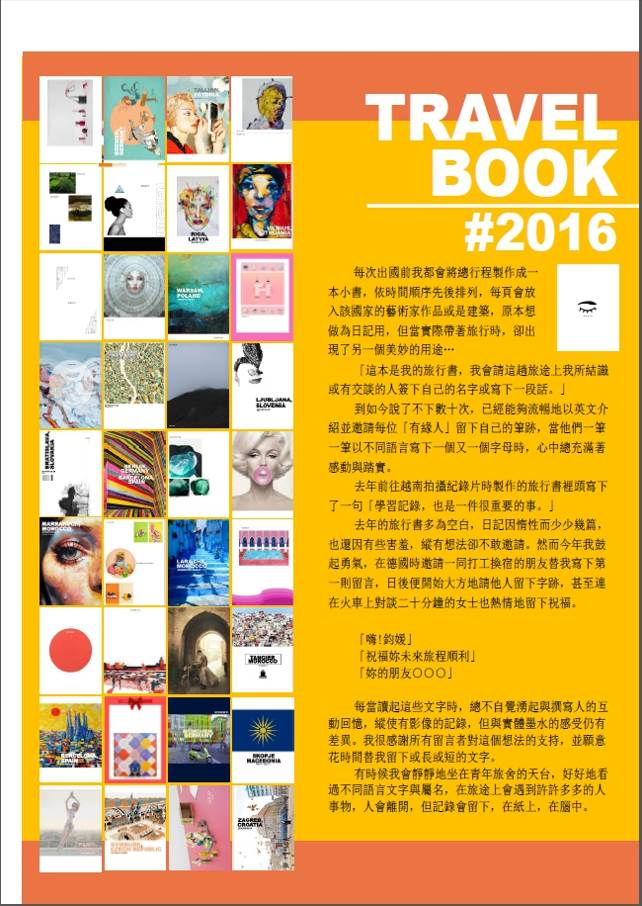 TRAVEL
BOOK
#2016
每次出國前我都會將總行程製作成一
本小書，依時間順序先後排列，每頁會放
入該國家的藝術家作品或是建築，原本想
做為日記用，但當實際帶著旅行時，卻出
現了另一個美妙的用途…
「這本是我的旅行書，我會請這趟旅途上我所結識
或有交談的人簽下自己的名字或寫下一段話。」
到如今說了不下數十次，已經能夠流暢地以英文介
紹並邀請每位「有緣人」留下自己的筆跡，當他們一筆
一筆以不同語言寫下一個又一個字母時，心中總充滿著
感動與踏實。
去年前往越南拍攝紀錄片時製作的旅行書裡頭寫下
了一句「學習記錄，也是一件很重要的事。」
去年的旅行書多為空白，日記因惰性而少少幾篇，
也還因有些害羞，縱有想法卻不敢邀請。然而今年我鼓
起勇氣，在德國時邀請一同打工換宿的朋友替我寫下第
一則留言，日後便開始大方地請他人留下字跡，甚至連
在火車上對談二十分鐘的女士也熱情地留下祝福。
「嗨!鈞媛」
「祝福妳未來旅程順利」
「妳的朋友○○○」
每當讀起這些文字時，總不自覺湧起與撰寫人的互
動回憶，縱使有影像的記錄，但與實體墨水的感受仍有
差異。我很感謝所有留言者對這個想法的支持，並願意
花時間替我留下或長或短的文字。
有時候我會靜靜地坐在青年旅舍的天台，好好地看
過不同語言文字與屬名，在旅途上會遇到許許多多的人
事物，人會離開，但記錄會留下，在紙上，在腦中。
TALLINN,
ESTONIA
RIGA,
LATVIA
VILNIUS,
LITHUANIA
WARSAW,
POLAND
LJUBLJANA,
SLOVENIA
BRATISLAVA,
SLOVAKIA
BERLIN,
GERMANY
BARCELONA,
SPAIN
MARRAKECH,
MOROCCO
MOROCCO
TANGIER
MOROCCO
BARCELONA
SPAIN
GERMANY
SKOPJE
MACEDONIA
ZAGREB,
CROATIA